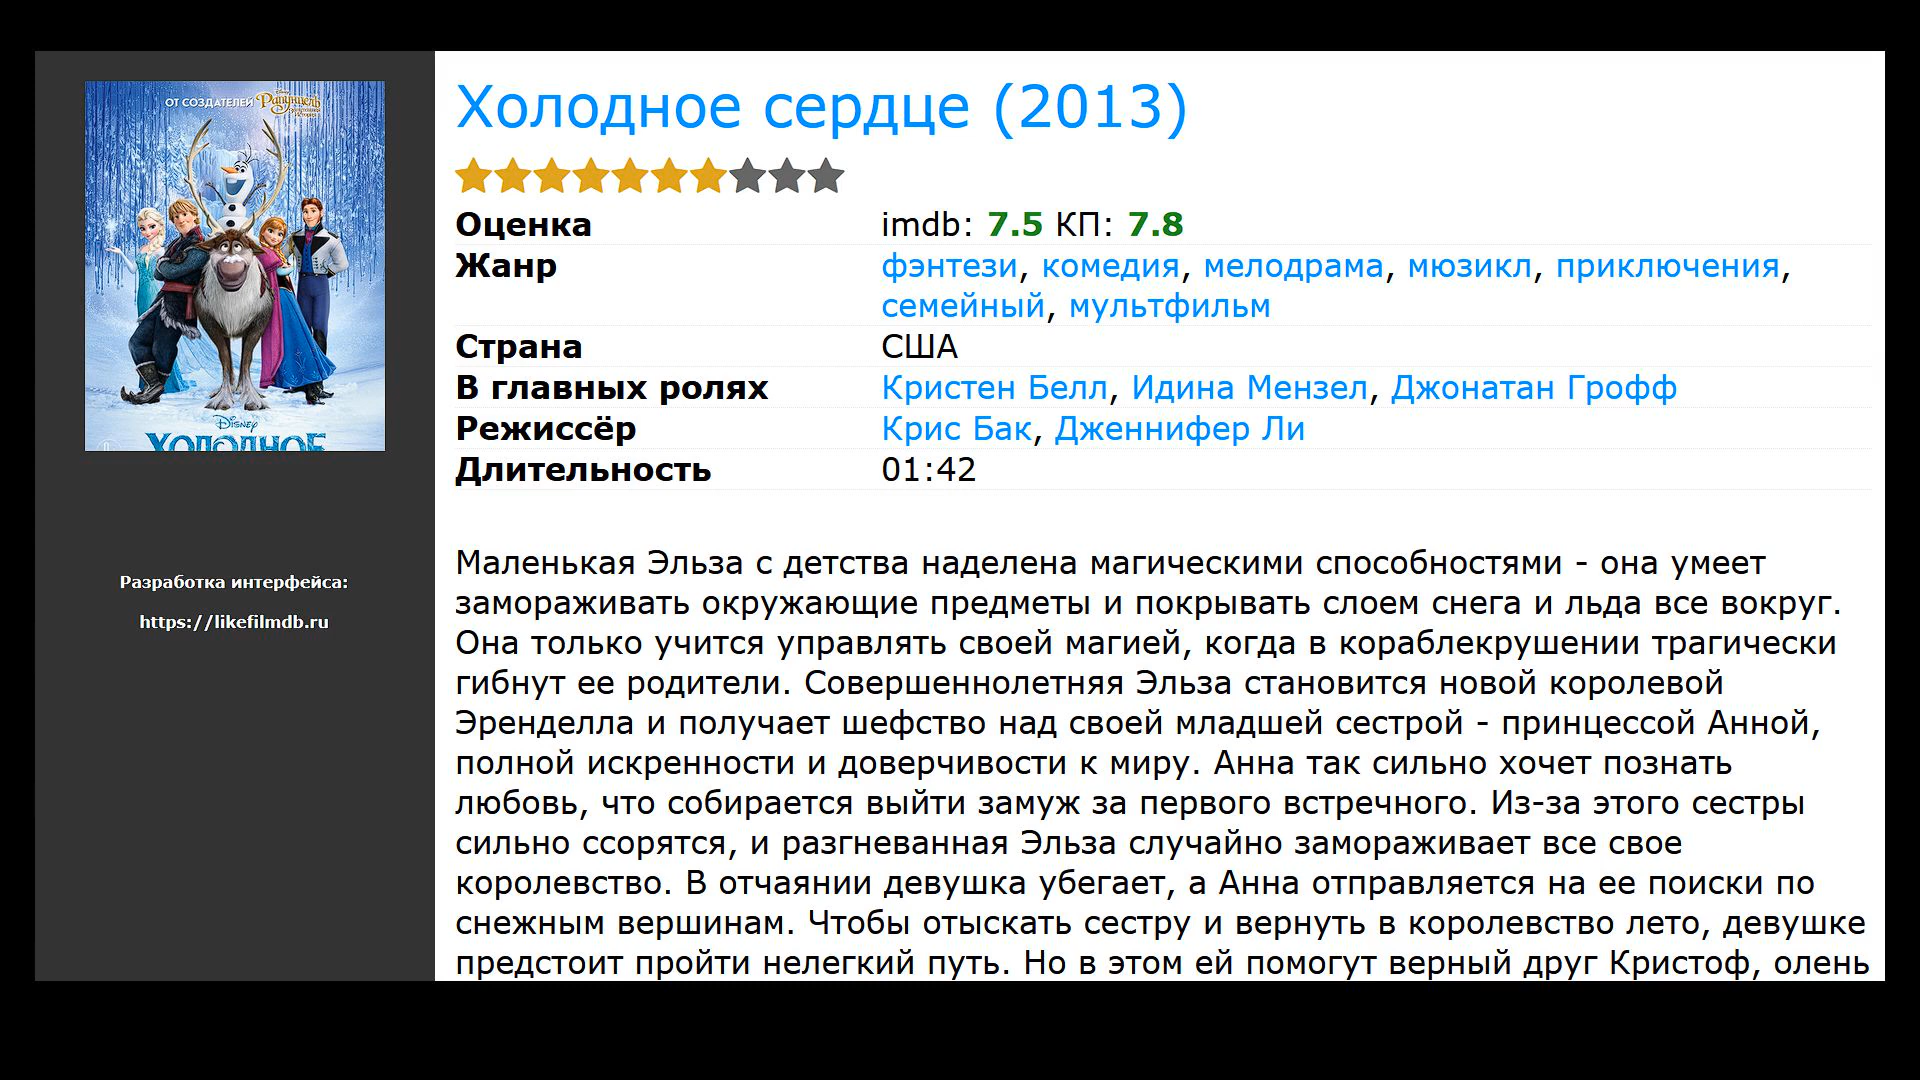 ОТ СОЗДАТЕЛЕЙ Рапунцель
Разработка интерфейса:
https://likefilmdb.ru
Disney
ХОЛОДНОЕ
Холодное сердце (2013)
Оценка imdb: 7.5 КП: 7.8
Жанр фэнтези, комедия, мелодрама, мюзикл, приключения,
семейный, мультфильм
Страна США
В главных ролях Кристен Белл, Идина Мензел, Джонатан Грофф
Режиссёр Крис Бак, Дженнифер Ли
Длительность 01:42
Маленькая Эльза с детства наделена магическими способностями - она умеет
замораживать окружающие предметы и покрывать слоем снега и льда все вокруг.
Она только учится управлять своей магией, когда в кораблекрушении трагически
гибнут ее родители. Совершеннолетняя Эльза становится новой королевой
Эренделла и получает шефство над своей младшей сестрой - принцессой Анной,
полной искренности и доверчивости к миру. Анна так сильно хочет познать
любовь, что собирается выйти замуж за первого встречного. Из-за этого сестры
сильно ссорятся, и разгневанная Эльза случайно замораживает все свое
королевство. В отчаянии девушка убегает, а Анна отправляется на ее поиски по
снежным вершинам. Чтобы отыскать сестру и вернуть в королевство лето, девушке
предстоит пройти нелегкий путь. Но в этом ей помогут верный друг Кристоф, олень